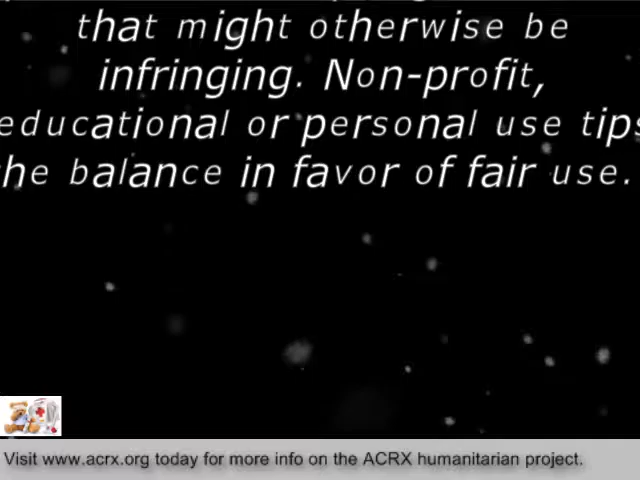 that might otherwise be
infringing. Non-profit,
educational or personal use tips
the balance in favor of fair use.
Visit www.acrx.org today for more info on the ACRX humanitarian project.